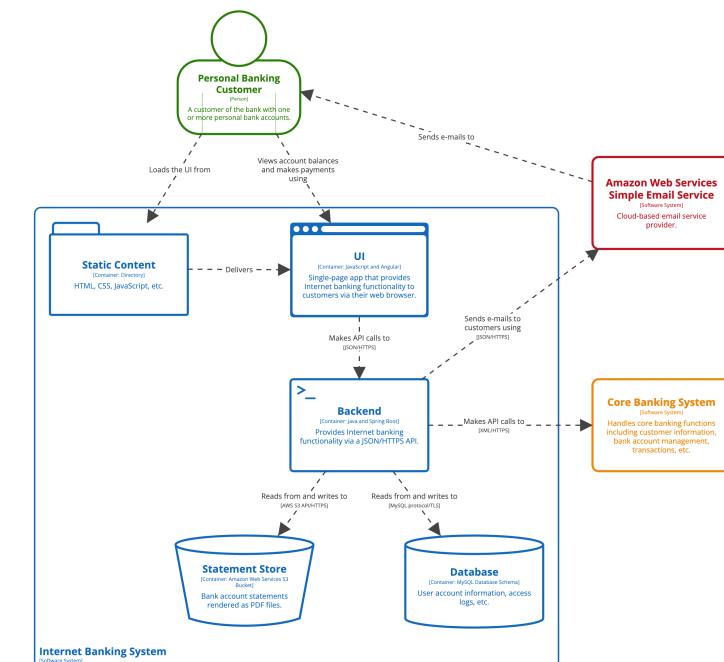 Personal Banking
Customer
[Person]
A customer of the bank with one
or more personal bank accounts.
Sends e-mails to
Loads the UI from
Views account balances
and makes payments
using
Amazon Web Services
Simple Email Service
[Software System]
Cloud-based email service
provider.
Static Content
[Container: Directory]
HTML, CSS, JavaScript, etc.
Delivers
UI
[Container: JavaScript and Angular]
Single-page app that provides
Internet banking functionality to
customers via their web browser.
Sends e-mails to
customers using
[JSON/HTTPS]
Makes API calls to
[JSON/HTTPS]
>_
Backend
[Container: Java and Spring Boot]
Provides Internet banking
functionality via a JSON/HTTPS API.
Makes API calls to
[XML/HTTPS]
Core Banking System
[Software System]
Handles core banking functions
including customer information,
bank account management,
transactions, etc.
Reads from and writes to
[AWS S3 API/HTTPS]
Reads from and writes to
[MySQL protocol/TLS]
Statement Store
[Container: Amazon Web Services S3
Bucket]
Bank account statements
rendered as PDF files.
Database
[Container: MySQL Database Schema]
User account information, access
logs, etc.
Internet Banking System
[Software System]